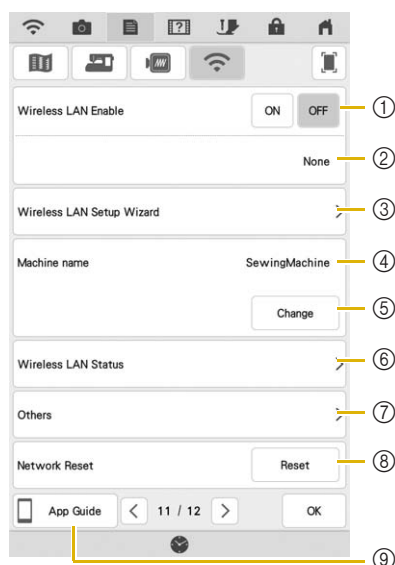 Wireless LAN Enable ON OFF ①
None ②
Wireless LAN Setup Wizard ③
Machine name SewingMachine ④
Change ⑤
Wireless LAN Status ⑥
Others ⑦
Network Reset Reset ⑧
App Guide 11 / 12 OK
⑨